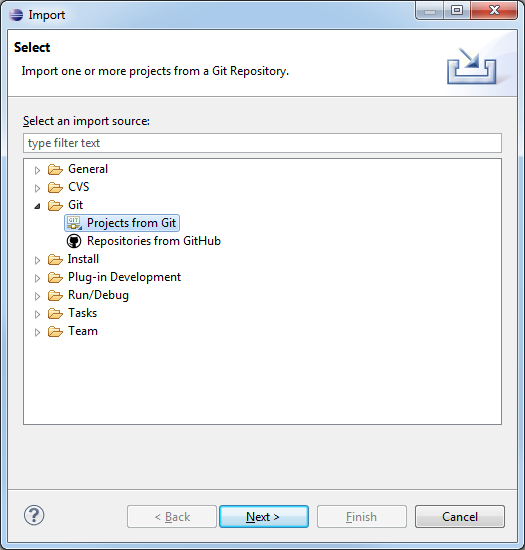 Import
Select
Import one or more projects from a Git Repository.
Select an import source:
type filter text
General
CVS
Git
GIT Projects from Git
Repositories from GitHub
Install
Plug-in Development
Run/Debug
Tasks
Team
? < Back Next > Finish Cancel